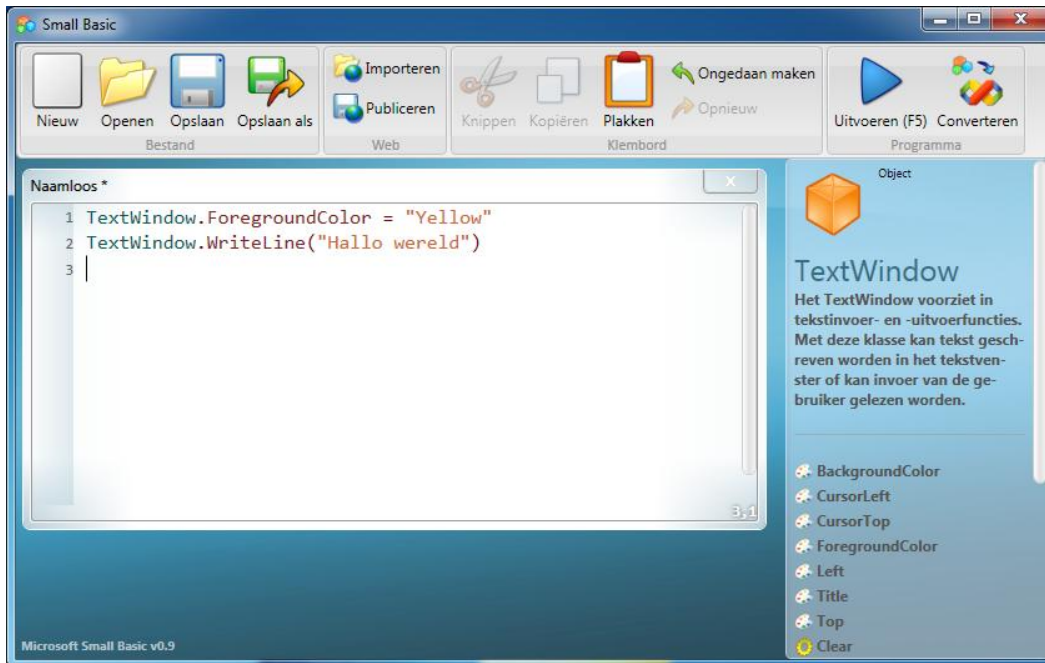 Small Basic
Nieuw
Openen
Opslaan
Opslaan als
Bestand
Importeren
Publiceren
Web
Knippen
Kopiëren
Plakken
Ongedaan maken
Opnieuw
Klembord
Uitvoeren (F5)
Converteren
Programma
Naamloos *
1 TextWindow.ForegroundColor = "Yellow"
2 TextWindow.WriteLine("Hallo wereld")
3
3,1
Object
TextWindow
Het TextWindow voorziet in
tekstinvoer- en -uitvoerfuncties.
Met deze klasse kan tekst gesch-
reven worden in het tekstven-
ster of kan invoer van de ge-
bruiker gelezen worden.
BackgroundColor
CursorLeft
CursorTop
ForegroundColor
Left
Title
Top
Clear
Microsoft Small Basic v0.9